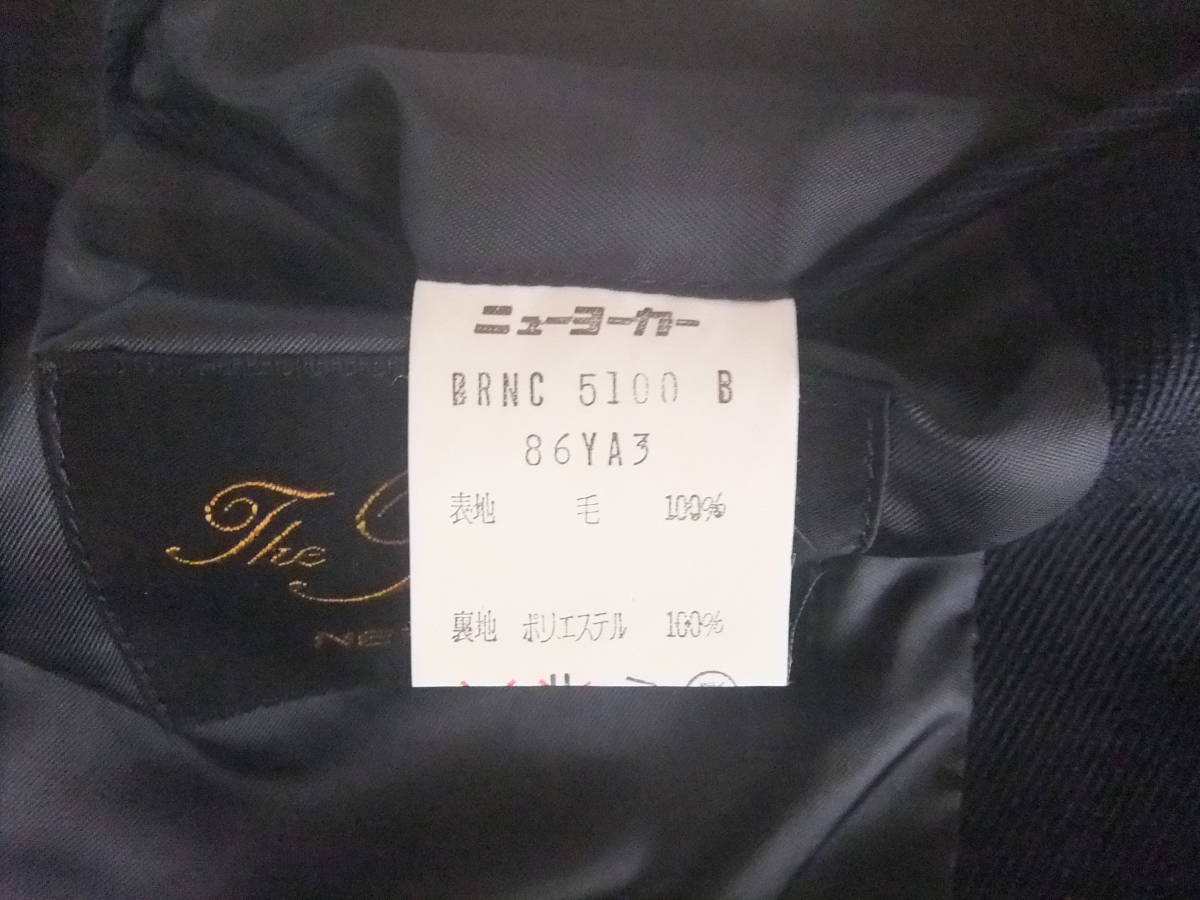 ニューヨーカー
BRNC 5100 B
86YA3
表地 毛 100%
裏地 ポリエステル 100%
The
NE